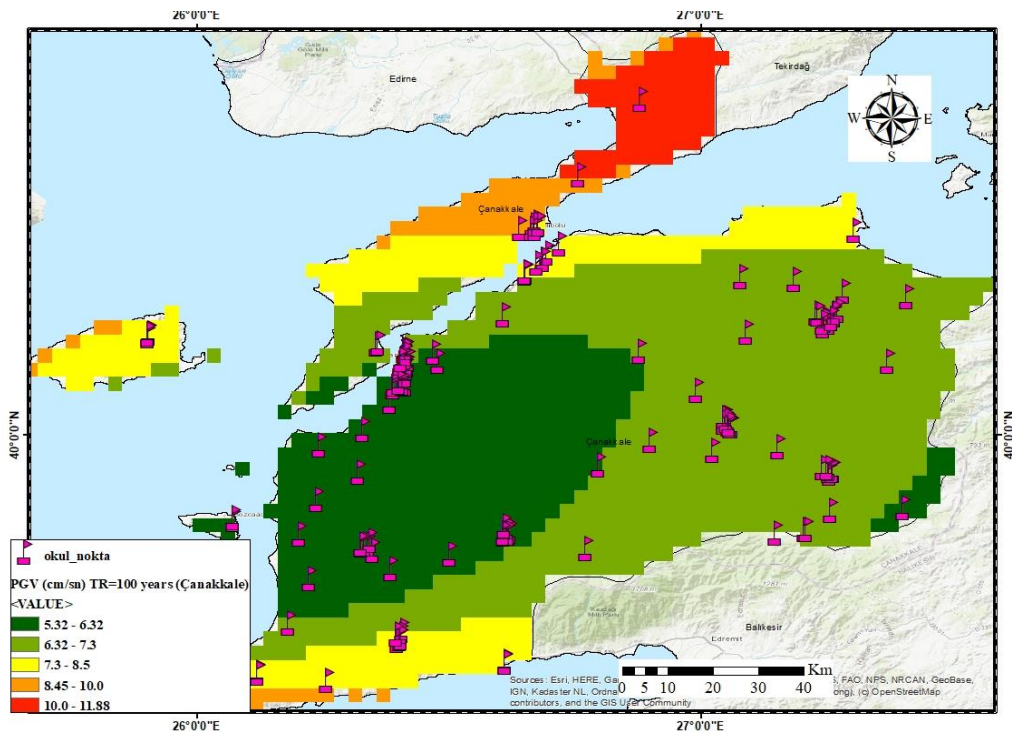 26°0'0"E
27°0'0"E
Edirne
Tekirdağ
N
W
E
S
Çanakkale
40°0'0"N
40°0'0"N
Çanakkale
okul_nokta
PGV (cm/sn) TR=100 years (Çanakkale)
<VALUE>
5.32 - 6.32
6.32 - 7.3
7.3 - 8.5
8.45 - 10.0
10.0 - 11.88
Balıkesir
Edremit
Km
0 5 10 20 30 40
Sources: Esri, HERE, FAO, NPS, NRCAN, GeoBase,
IGN, Kadaster NL, (c) OpenStreetMap
contributors, and the GIS User Community
26°0'0"E
27°0'0"E